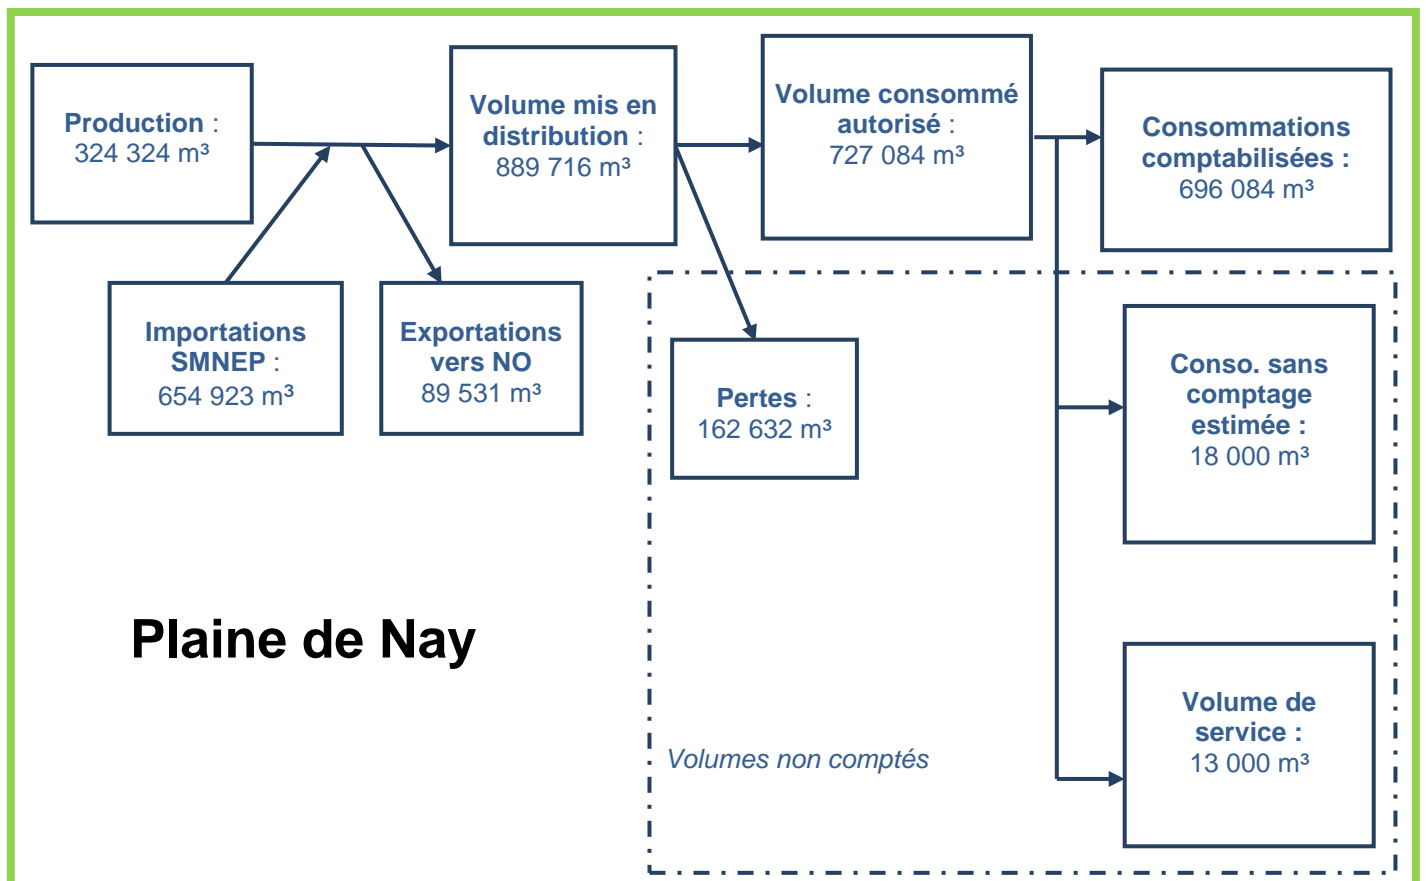 Production :
324 324 m³
Volume mis en
distribution :
889 716 m³
Volume consommé
autorisé :
727 084 m³
Consommations
comptabilisées :
696 084 m³
Importations
SMNEP :
654 923 m³
Exportations
vers NO
89 531 m³
Pertes :
162 632 m³
Conso. sans
comptage
estimée :
18 000 m³
Plaine de Nay
Volumes non comptés
Volume de
service :
13 000 m³